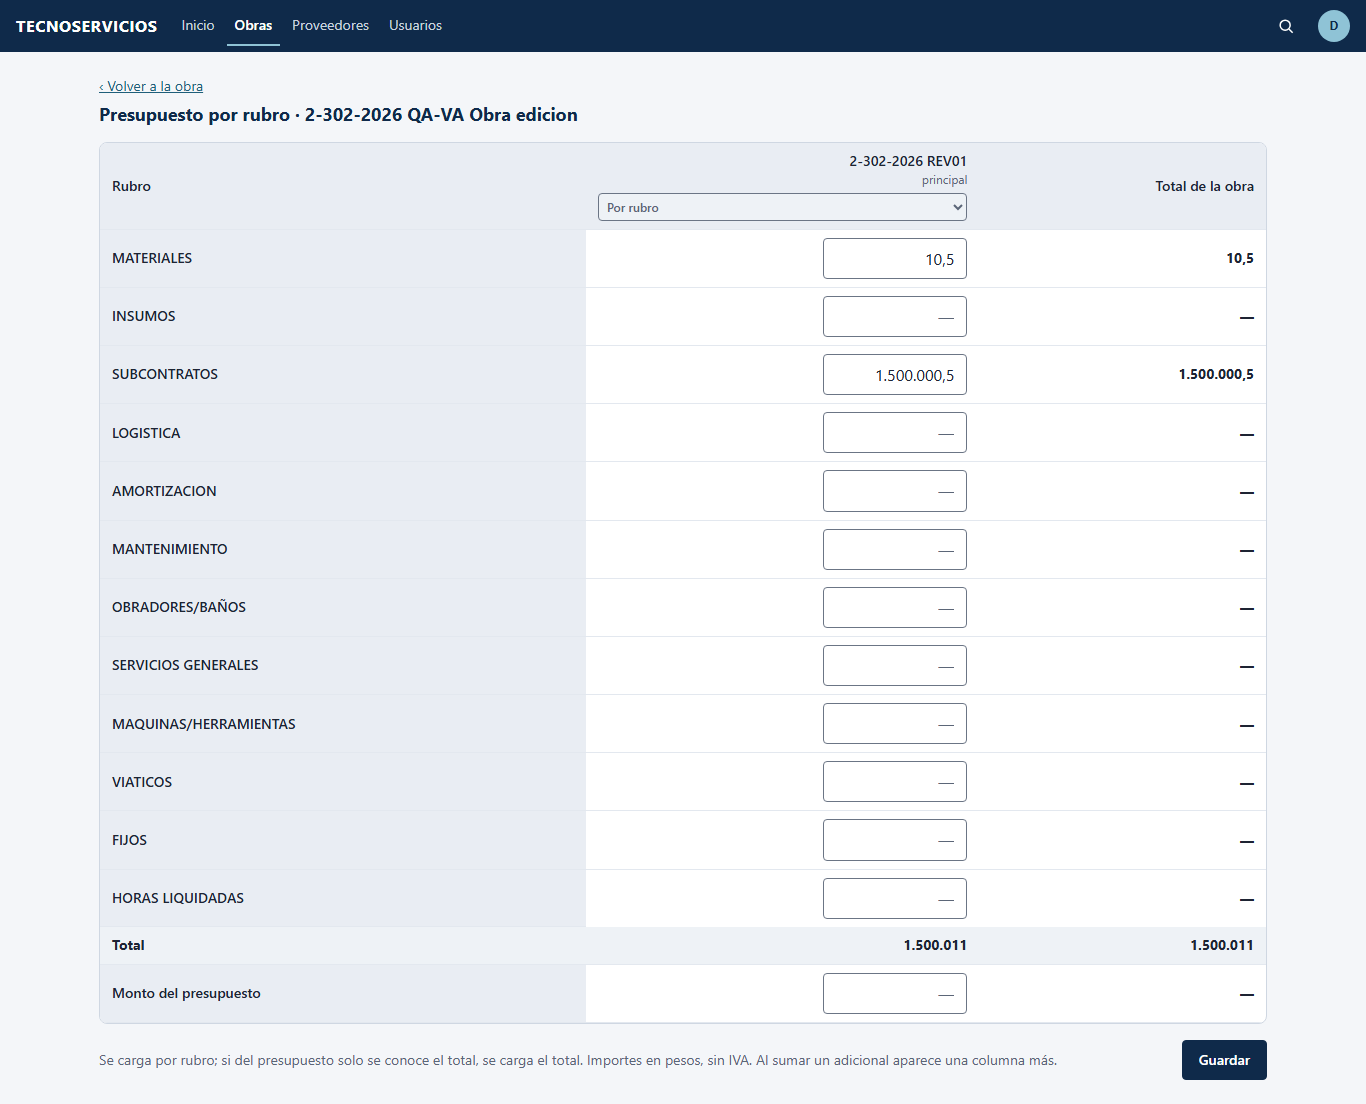 TECNOSERVICIOS Inicio Obras Proveedores Usuarios D
‹ Volver a la obra
Presupuesto por rubro · 2-302-2026 QA-VA Obra edicion
Rubro
2-302-2026 REV01
principal
Por rubro
Total de la obra
MATERIALES 10,5 10,5
INSUMOS — —
SUBCONTRATOS 1.500.000,5 1.500.000,5
LOGISTICA — —
AMORTIZACION — —
MANTENIMIENTO — —
OBRADORES/BAÑOS — —
SERVICIOS GENERALES — —
MAQUINAS/HERRAMIENTAS — —
VIATICOS — —
FIJOS — —
HORAS LIQUIDADAS — —
Total 1.500.011 1.500.011
Monto del presupuesto — —
Se carga por rubro; si del presupuesto solo se conoce el total, se carga el total. Importes en pesos, sin IVA. Al sumar un adicional aparece una columna más.
Guardar